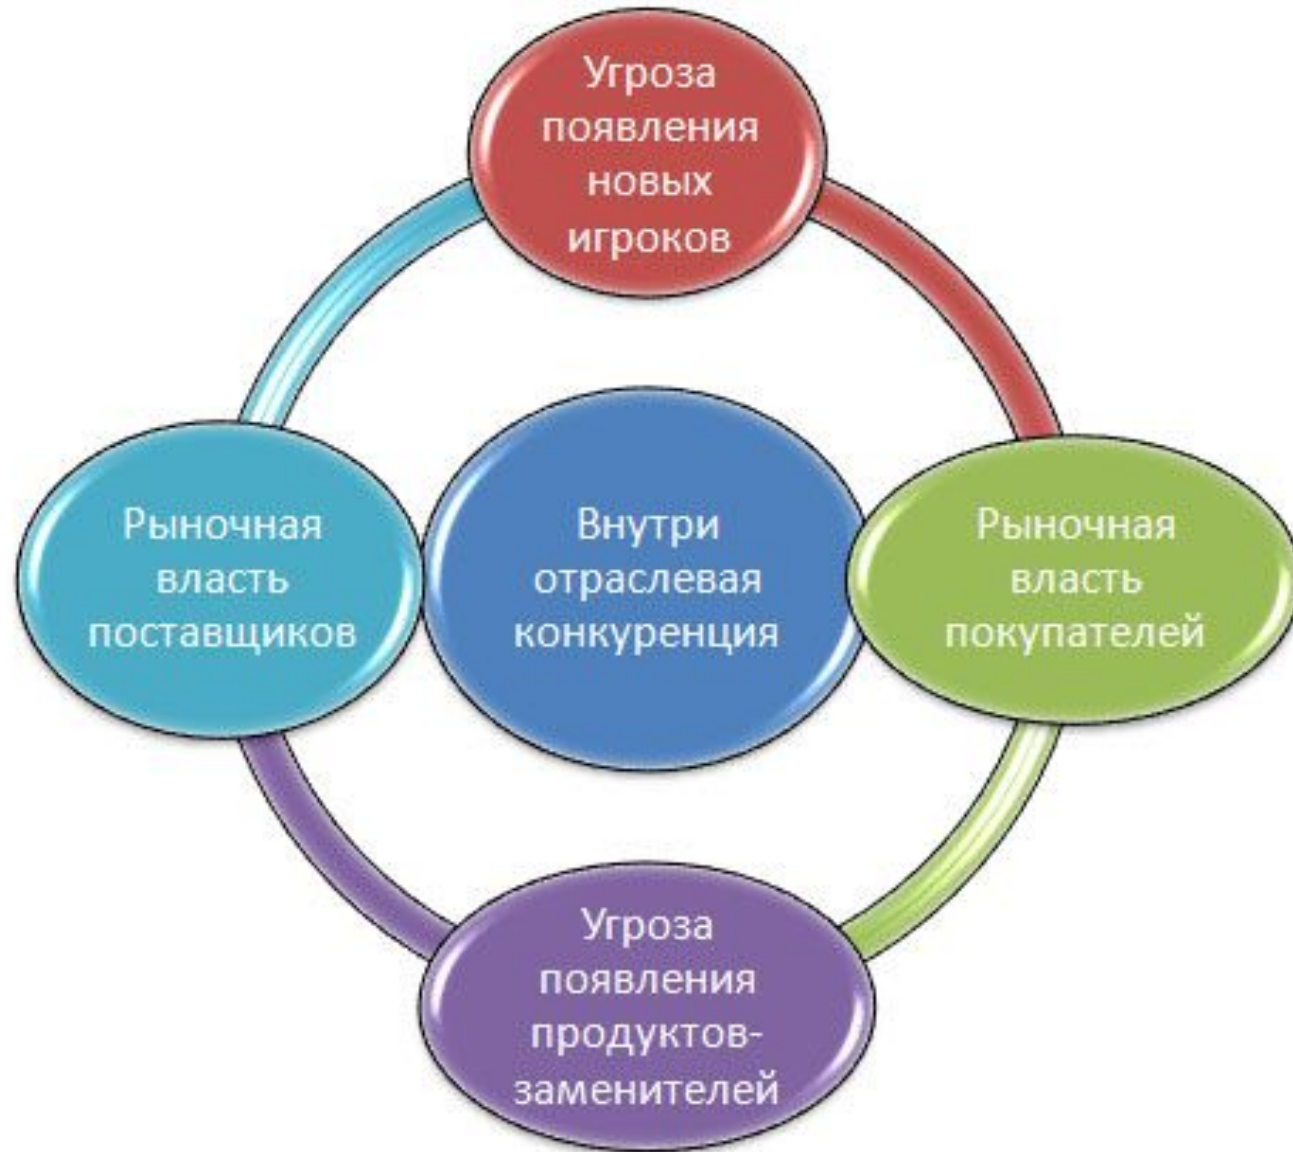 Угроза
появления
новых
игроков
Рыночная
власть
поставщиков
Внутри
отраслевая
конкуренция
Рыночная
власть
покупателей
Угроза
появления
продуктов-
заменителей